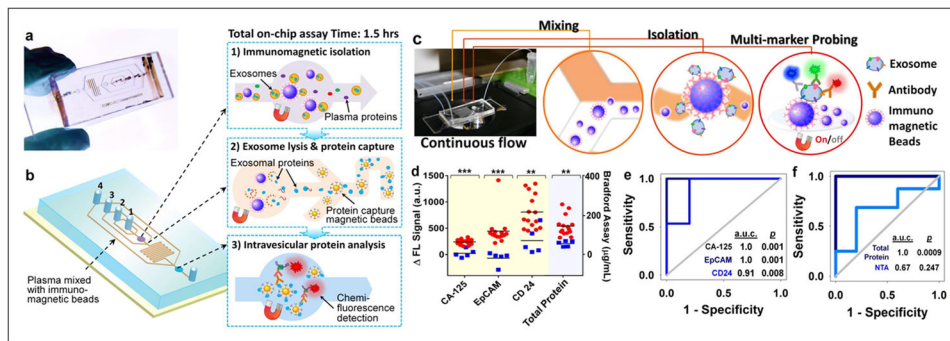 a
Total on-chip assay Time: 1.5 hrs
1) Immunomagnetic isolation
Exosomes
Plasma proteins
2) Exosome lysis & protein capture
Exosomal proteins
Protein capture
magnetic beads
3) Intravesicular protein analysis
Chemi-
fluorescence
detection
b
4
3
2
1
Plasma mixed
with immuno-
magnetic beads
c
Mixing
Isolation
Multi-marker Probing
Continuous flow
On/off
Exosome
Antibody
Immuno
magnetic
Beads
d
*** *** ** **
Δ FL Signal (a.u.)
1500
1000
500
0
400
200
0
Bradford Assay (μg/mL)
CA-125
EpCAM
CD 24
Total Protein
e
Sensitivity
1.0
0.5
0.0
a.u.c. p
CA-125 1.0 0.001
EpCAM 1.0 0.001
CD24 0.91 0.008
0.0 0.5 1.0
1 - Specificity
f
Sensitivity
1.0
0.5
0.0
a.u.c. p
Total
Protein 1.0 0.0009
NTA 0.67 0.247
0.0 0.5 1.0
1 - Specificity